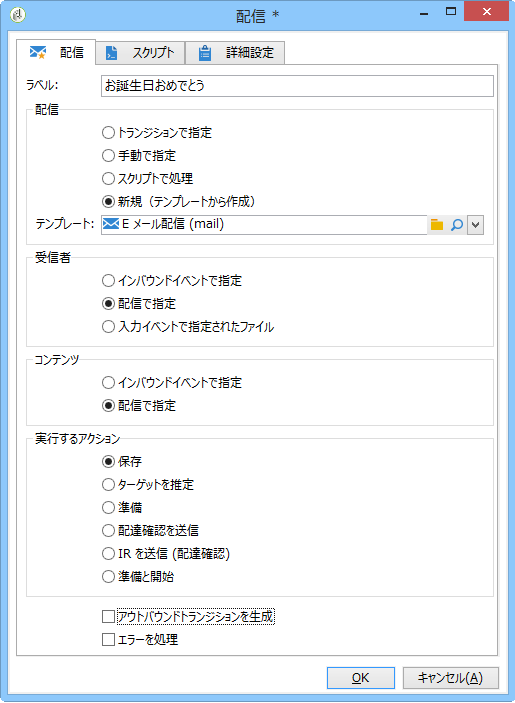 配信 *
配信
スクリプト
詳細設定
ラベル:
お誕生日おめでとう
配信
トランジションで指定
手動で指定
スクリプトで処理
新規（テンプレートから作成）
テンプレート:
E メール配信 (mail)
受信者
インバウンドイベントで指定
配信で指定
入力イベントで指定されたファイル
コンテンツ
インバウンドイベントで指定
配信で指定
実行するアクション
保存
ターゲットを推定
準備
配達確認を送信
IR を送信 (配達確認)
準備と開始
アウトバウンドトランジションを生成
エラーを処理
OK
キャンセル(A)